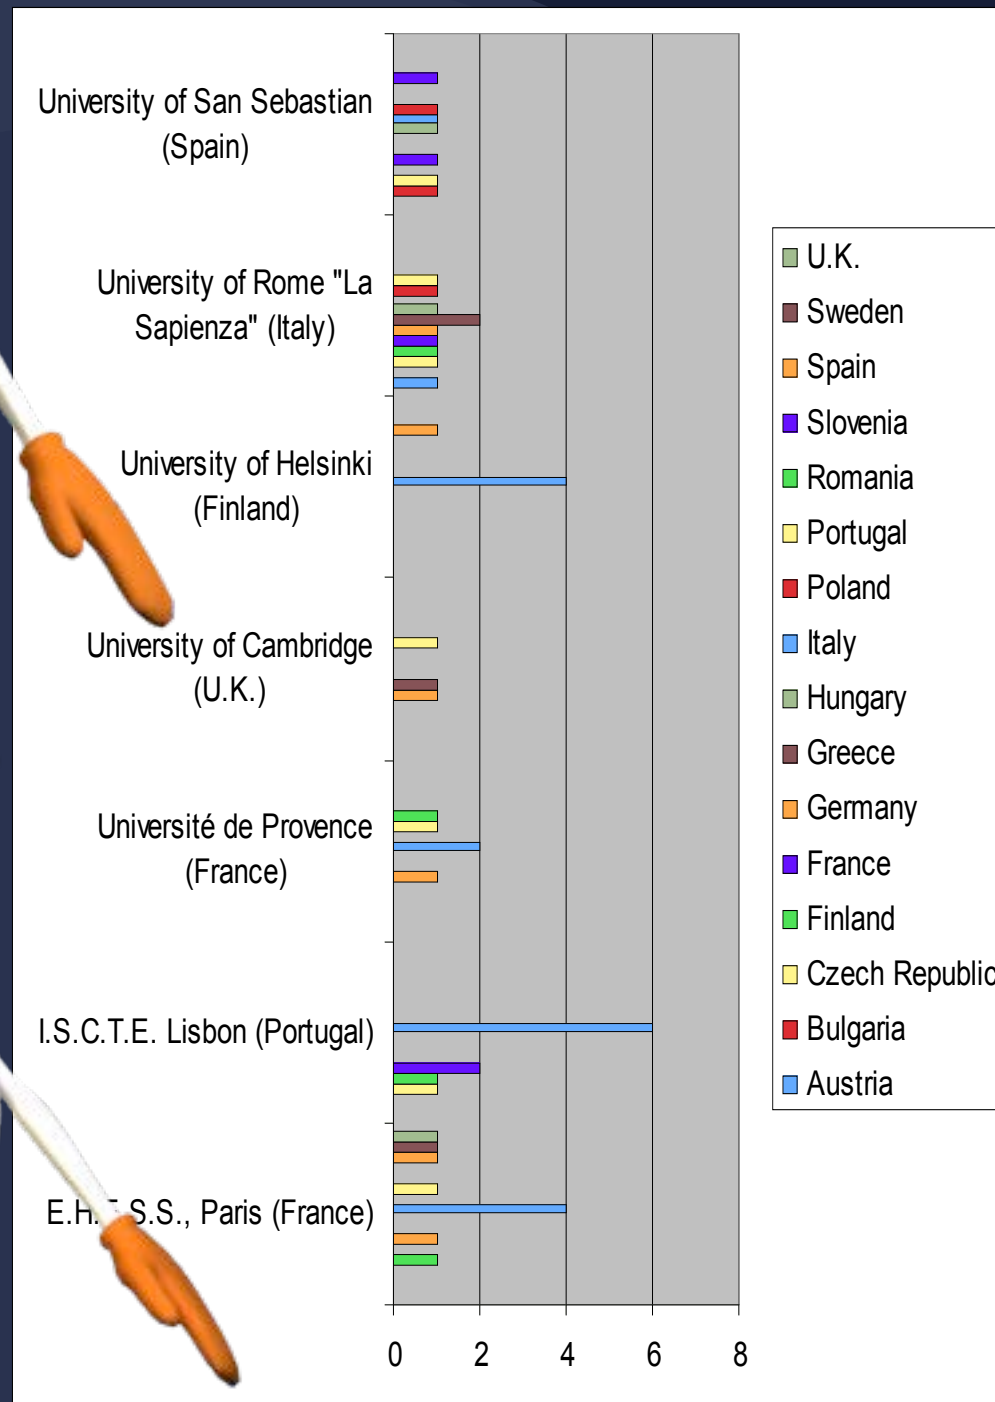 University of San Sebastian
(Spain)
University of Rome "La
Sapienza" (Italy)
University of Helsinki
(Finland)
University of Cambridge
(U.K.)
Université de Provence
(France)
I.S.C.T.E. Lisbon (Portugal)
E.H.E.S.S., Paris (France)
0 2 4 6 8
U.K.
Sweden
Spain
Slovenia
Romania
Portugal
Poland
Italy
Hungary
Greece
Germany
France
Finland
Czech Republic
Bulgaria
Austria